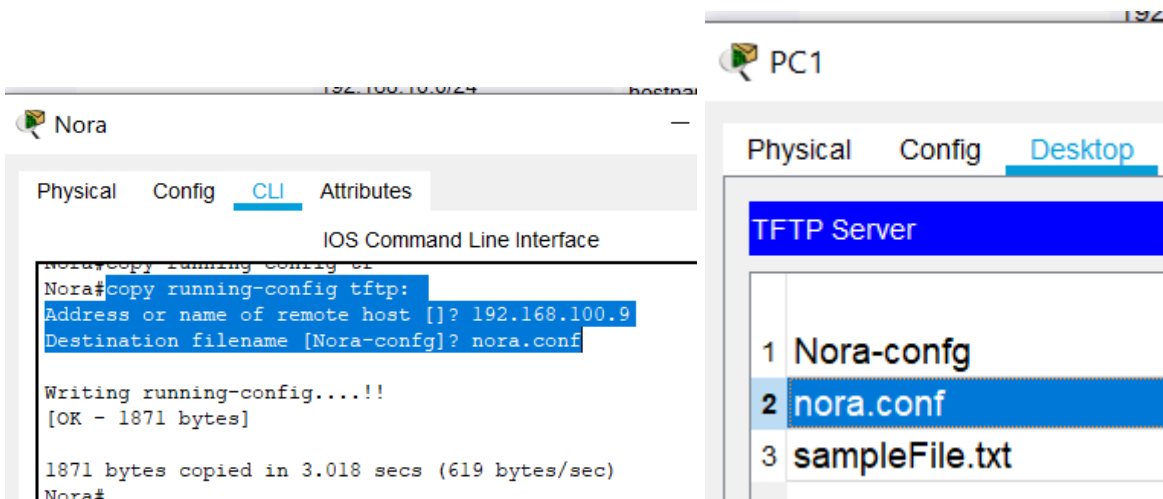 Nora
Physical Config CLI Attributes
IOS Command Line Interface
Nora#copy running-config tftp:
Address or name of remote host []? 192.168.100.9
Destination filename [Nora-confg]? nora.conf
Writing running-config....!!
[OK - 1871 bytes]
1871 bytes copied in 3.018 secs (619 bytes/sec)
Nora#
PC1
Physical Config Desktop
TFTP Server
1 Nora-confg
2 nora.conf
3 sampleFile.txt